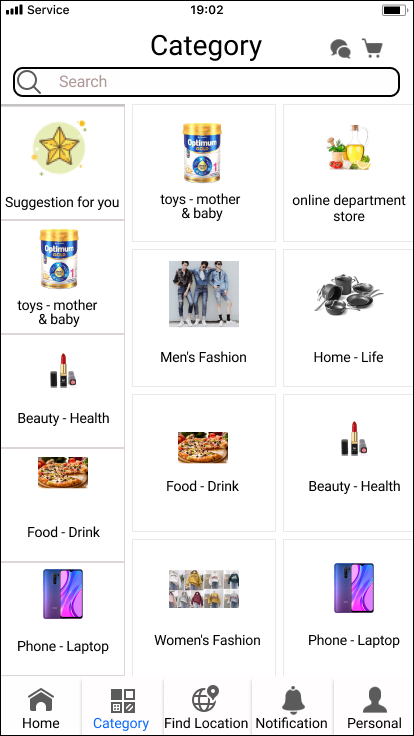 Service
19:02
Category
Search
Suggestion for you
Optimum
GOLD
toys - mother
& baby
Beauty - Health
Food - Drink
Phone - Laptop
Optimum
GOLD
toys - mother
& baby
online department
store
Men's Fashion
Home - Life
Food - Drink
Beauty - Health
Women's Fashion
Phone - Laptop
Home
Category
Find Location
Notification
Personal